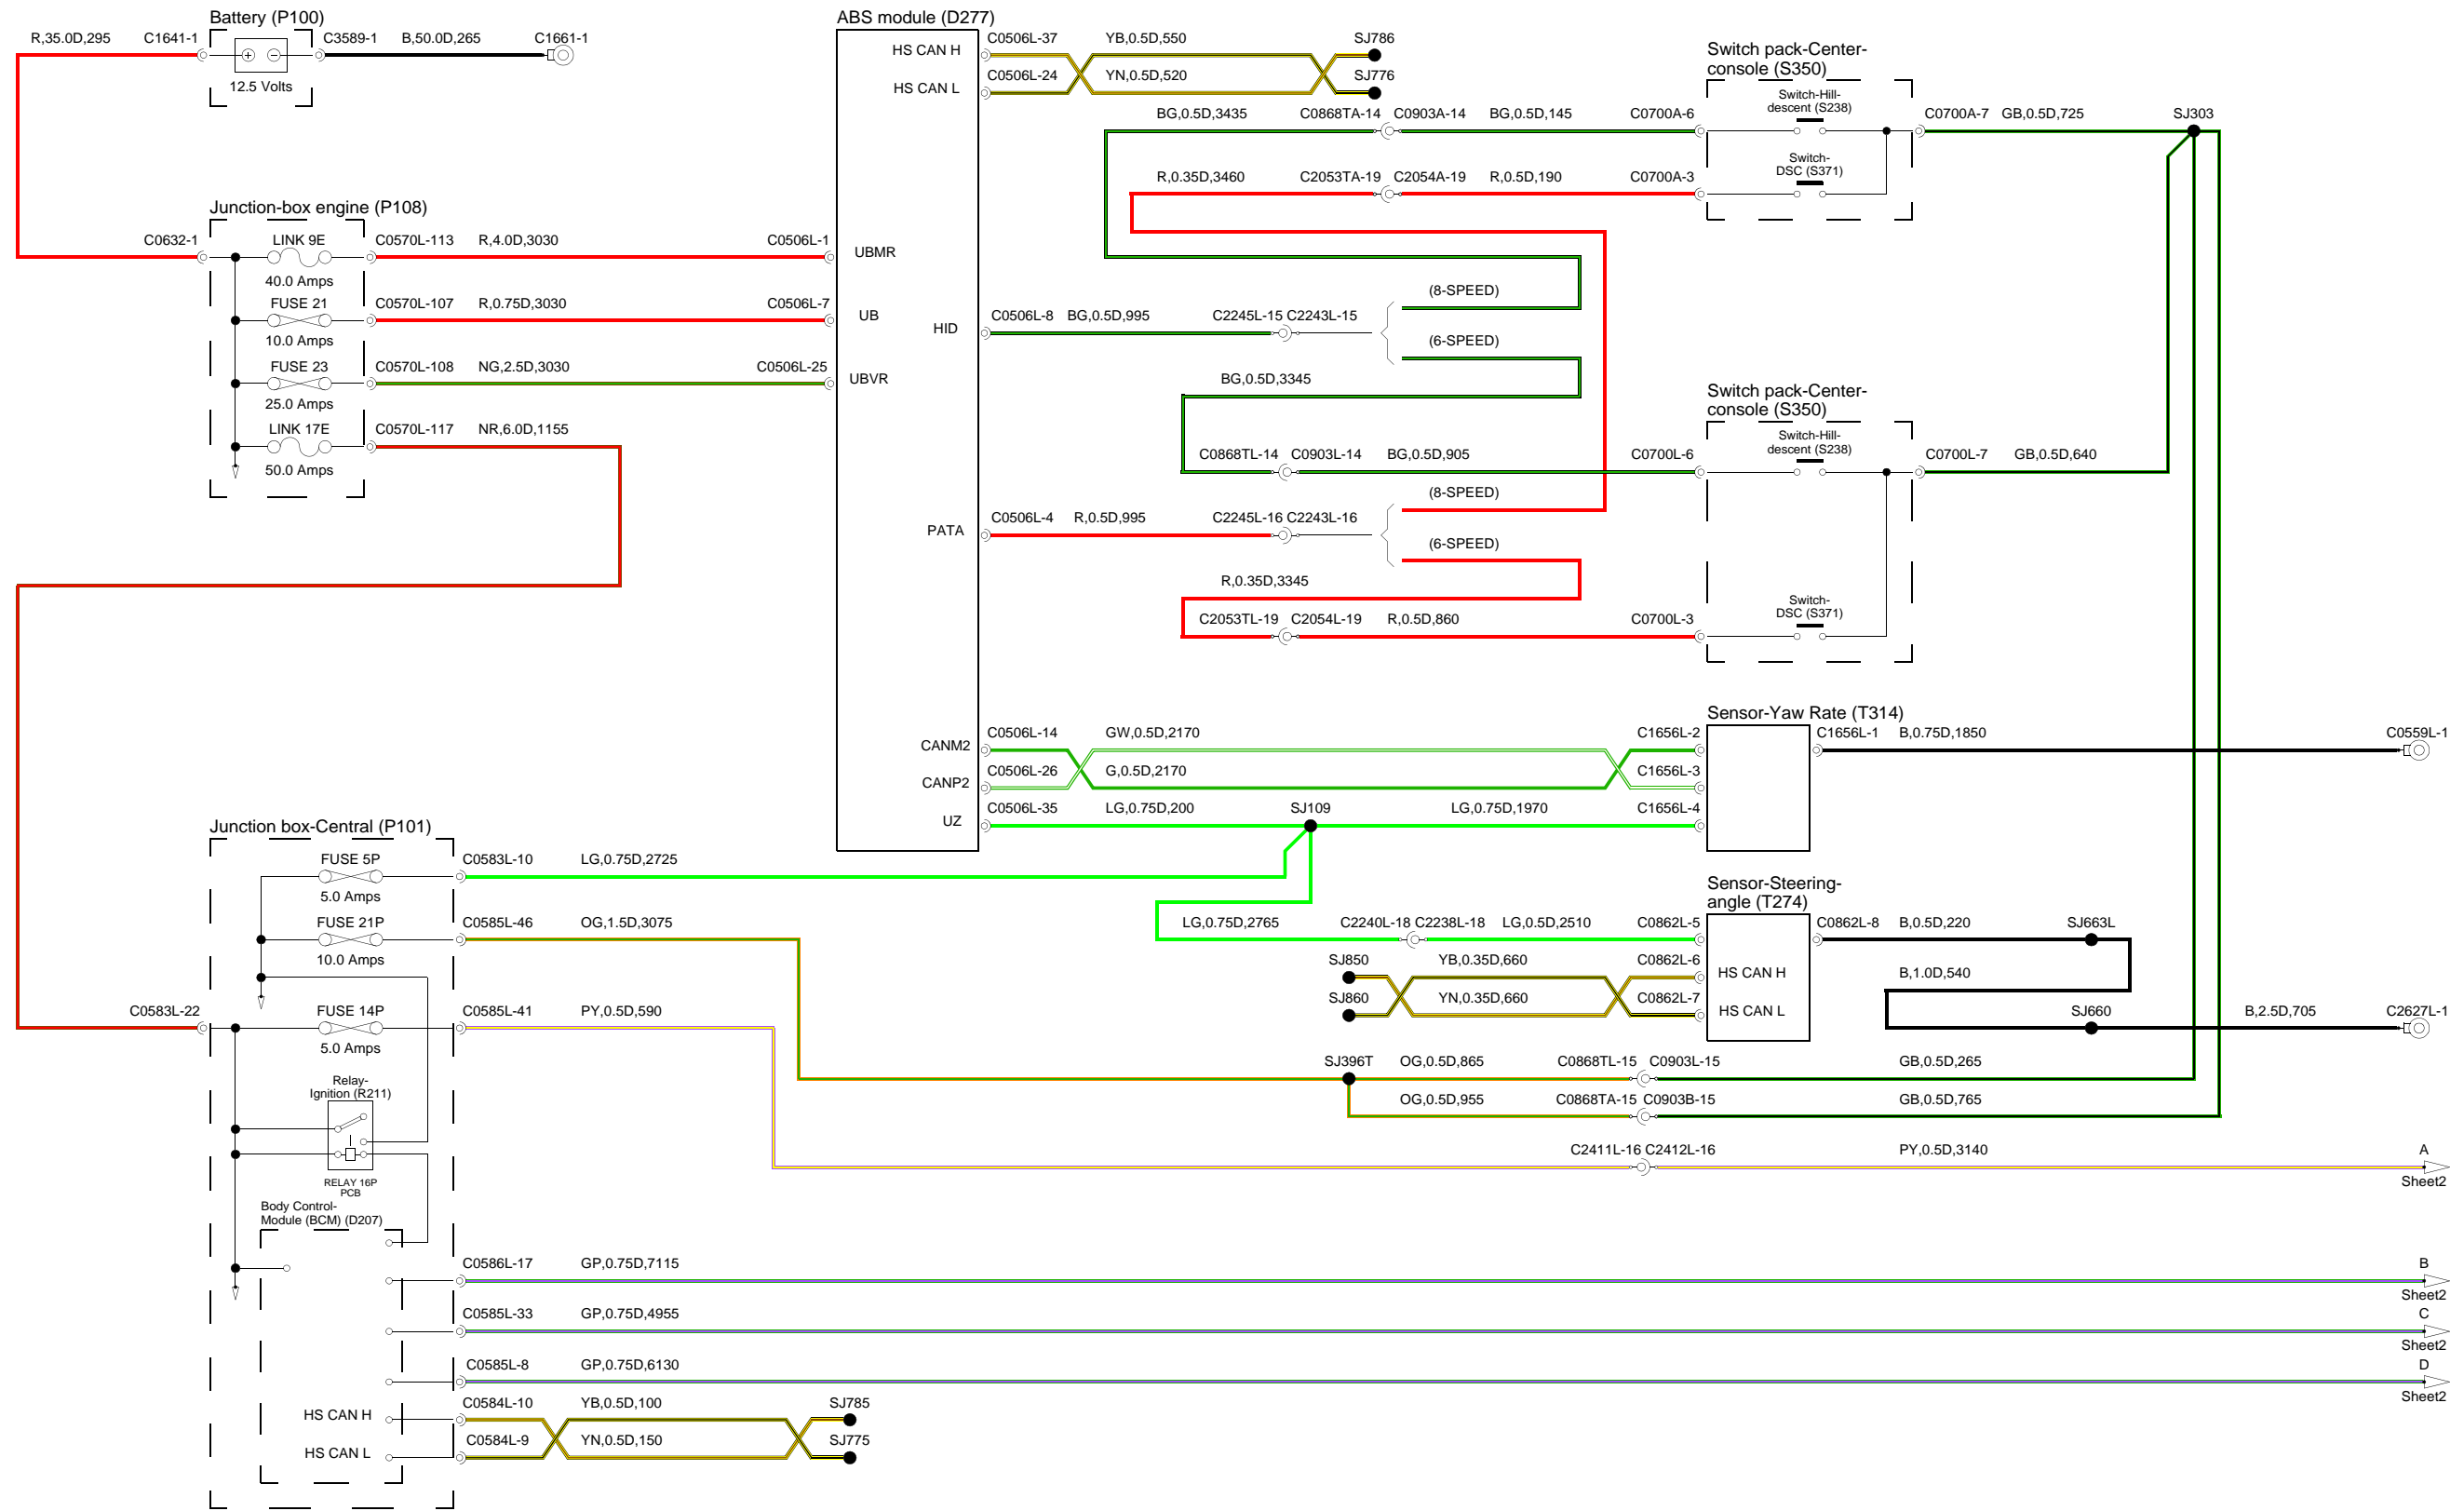 Battery (P100)
R,35.0D,295
C1641-1
C3589-1
B,50.0D,265
C1661-1
12.5 Volts
Junction-box engine (P108)
C0632-1
LINK 9E
40.0 Amps
C0570L-113
R,4.0D,3030
C0506L-1
FUSE 21
10.0 Amps
C0570L-107
R,0.75D,3030
C0506L-7
FUSE 23
25.0 Amps
C0570L-108
NG,2.5D,3030
C0506L-25
LINK 17E
50.0 Amps
C0570L-117
NR,6.0D,1155
ABS module (D277)
HS CAN H
HS CAN L
UBMR
UB
UBVR
HID
PATA
CANM2
CANP2
UZ
C0506L-37
YB,0.5D,550
SJ786
C0506L-24
YN,0.5D,520
SJ776
BG,0.5D,3435
C0868TA-14
C0903A-14
BG,0.5D,145
C0700A-6
R,0.35D,3460
C2053TA-19
C2054A-19
R,0.5D,190
C0700A-3
Switch pack-Center-
console (S350)
Switch-Hill-
descent (S238)
Switch-
DSC (S371)
C0700A-7
GB,0.5D,725
SJ303
C0506L-8
BG,0.5D,995
C2245L-15
C2243L-15
(8-SPEED)
(6-SPEED)
BG,0.5D,3345
C0868TL-14
C0903L-14
BG,0.5D,905
C0700L-6
Switch pack-Center-
console (S350)
Switch-Hill-
descent (S238)
Switch-
DSC (S371)
C0700L-7
GB,0.5D,640
C0506L-4
R,0.5D,995
C2245L-16
C2243L-16
(8-SPEED)
(6-SPEED)
R,0.35D,3345
C2053TL-19
C2054L-19
R,0.5D,860
C0700L-3
C0506L-14
GW,0.5D,2170
C1656L-2
C0506L-26
G,0.5D,2170
C1656L-3
C0506L-35
LG,0.75D,200
SJ109
LG,0.75D,1970
C1656L-4
Sensor-Yaw Rate (T314)
C1656L-1
B,0.75D,1850
C0559L-1
Junction box-Central (P101)
FUSE 5P
5.0 Amps
C0583L-10
LG,0.75D,2725
FUSE 21P
10.0 Amps
C0585L-46
OG,1.5D,3075
C0583L-22
FUSE 14P
5.0 Amps
C0585L-41
PY,0.5D,590
LG,0.75D,2765
C2240L-18
C2238L-18
LG,0.5D,2510
C0862L-5
SJ850
YB,0.35D,660
C0862L-6
SJ860
YN,0.35D,660
C0862L-7
Sensor-Steering-
angle (T274)
HS CAN H
HS CAN L
C0862L-8
B,0.5D,220
SJ663L
B,1.0D,540
SJ660
B,2.5D,705
C2627L-1
SJ396T
OG,0.5D,865
C0868TL-15
C0903L-15
GB,0.5D,265
OG,0.5D,955
C0868TA-15
C0903B-15
GB,0.5D,765
C2411L-16
C2412L-16
PY,0.5D,3140
A
Sheet2
Relay-
Ignition (R211)
RELAY 16P
PCB
Body Control-
Module (BCM) (D207)
C0586L-17
GP,0.75D,7115
B
Sheet2
C0585L-33
GP,0.75D,4955
C
Sheet2
C0585L-8
GP,0.75D,6130
D
Sheet2
HS CAN H
C0584L-10
YB,0.5D,100
SJ785
HS CAN L
C0584L-9
YN,0.5D,150
SJ775